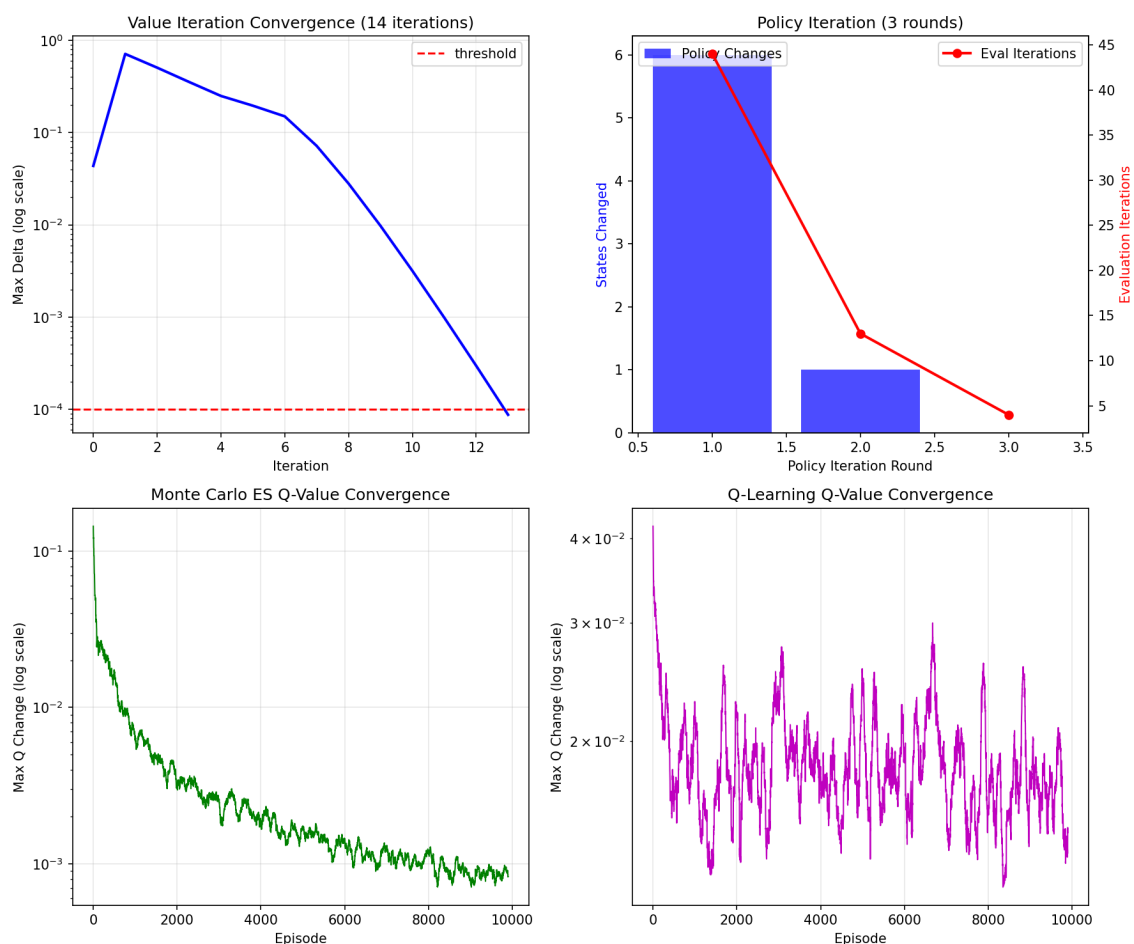 Value Iteration Convergence (14 iterations)
threshold
10⁰
10⁻¹
10⁻²
10⁻³
10⁻⁴
Max Delta (log scale)
0 2 4 6 8 10 12
Iteration
Policy Iteration (3 rounds)
Policy Changes
Eval Iterations
6
5
4
3
2
1
0
States Changed
45
40
35
30
25
20
15
10
5
Evaluation Iterations
0.5 1.0 1.5 2.0 2.5 3.0 3.5
Policy Iteration Round
Monte Carlo ES Q-Value Convergence
10⁻¹
10⁻²
10⁻³
Max Q Change (log scale)
0 2000 4000 6000 8000 10000
Episode
Q-Learning Q-Value Convergence
4 × 10⁻²
3 × 10⁻²
2 × 10⁻²
Max Q Change (log scale)
0 2000 4000 6000 8000 10000
Episode